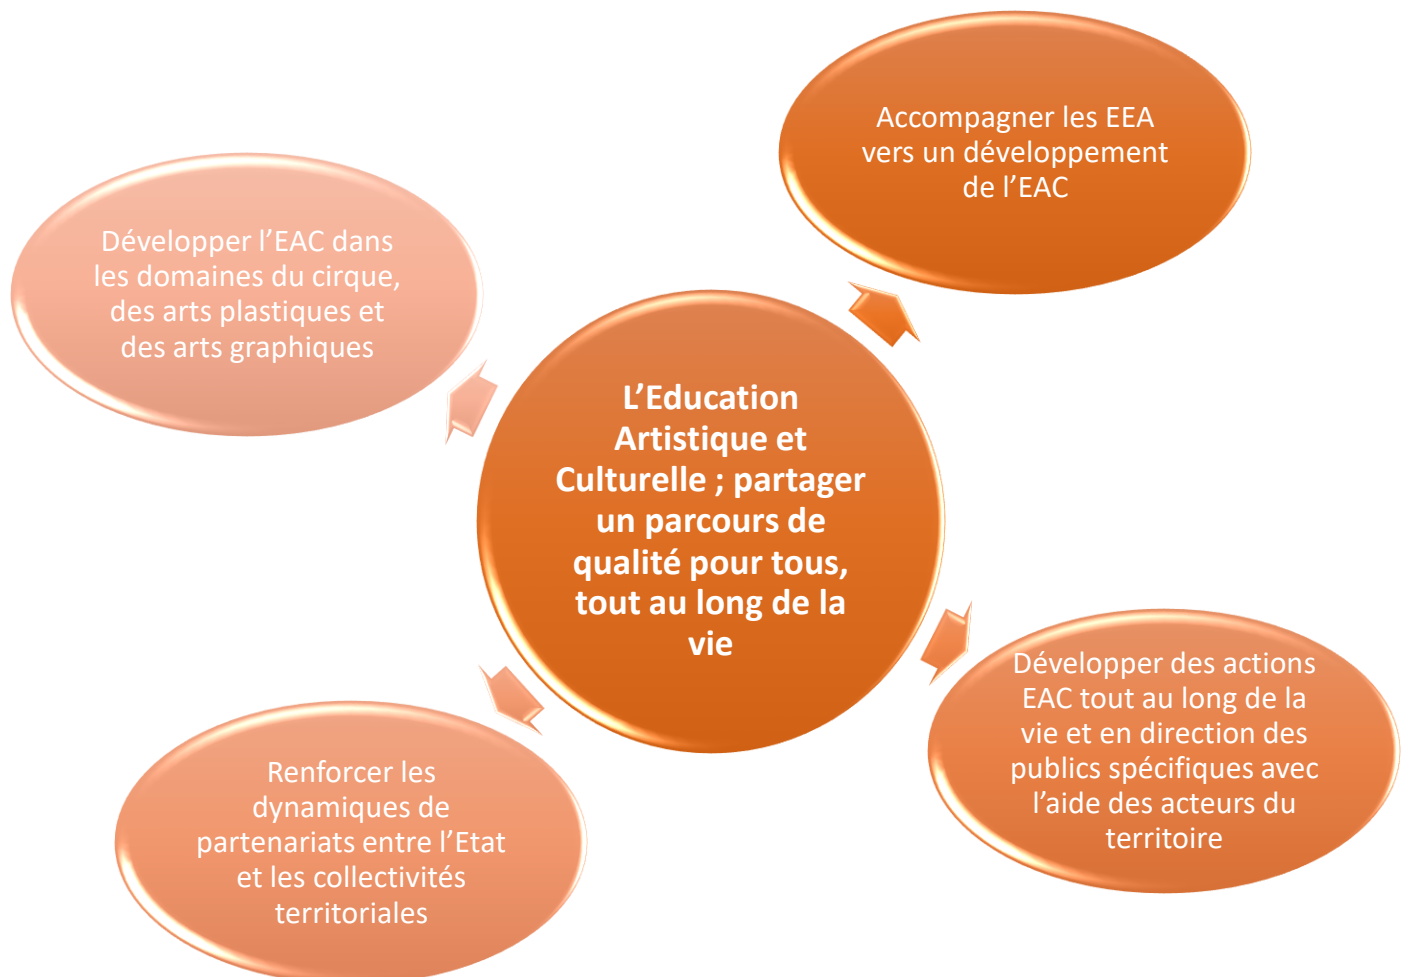 Accompagner les EEA
vers un développement
de l’EAC
Développer l’EAC dans
les domaines du cirque,
des arts plastiques et
des arts graphiques
L’Education
Artistique et
Culturelle ; partager
un parcours de
qualité pour tous,
tout au long de la
vie
Développer des actions
EAC tout au long de la
vie et en direction des
publics spécifiques avec
l’aide des acteurs du
territoire
Renforcer les
dynamiques de
partenariats entre l’Etat
et les collectivités
territoriales